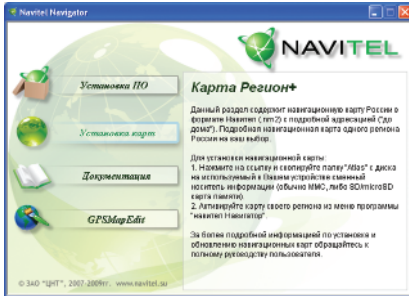 Navitel Navigator
NAVITEL
Установка ПО
Установка карт
Документация
GPSMapEdit
Карта Регион+
Данный раздел содержит навигационную карту России о
формате Навител (.nm2) с подробной адресацией ("до
дома"). Подробная навигационная карта одного региона
России на ваш выбор.
Для установки навигационной карты:
1. Нажмите на ссылку и скопируйте папку "Atlas" с диска
на используемый в Вашем устройстве сменный
носитель информации (обычно MMC, либо SD/microSD
карта памяти).
2. Активируйте карту своего региона из меню программы
"навител Навигатор".
За более подробной информацией по установке и
обновлению навигационных карт обращайтесь к
полному руководству пользователя.
© ЗАО "ЦНТ", 2007-2009гг. www.navitel.su